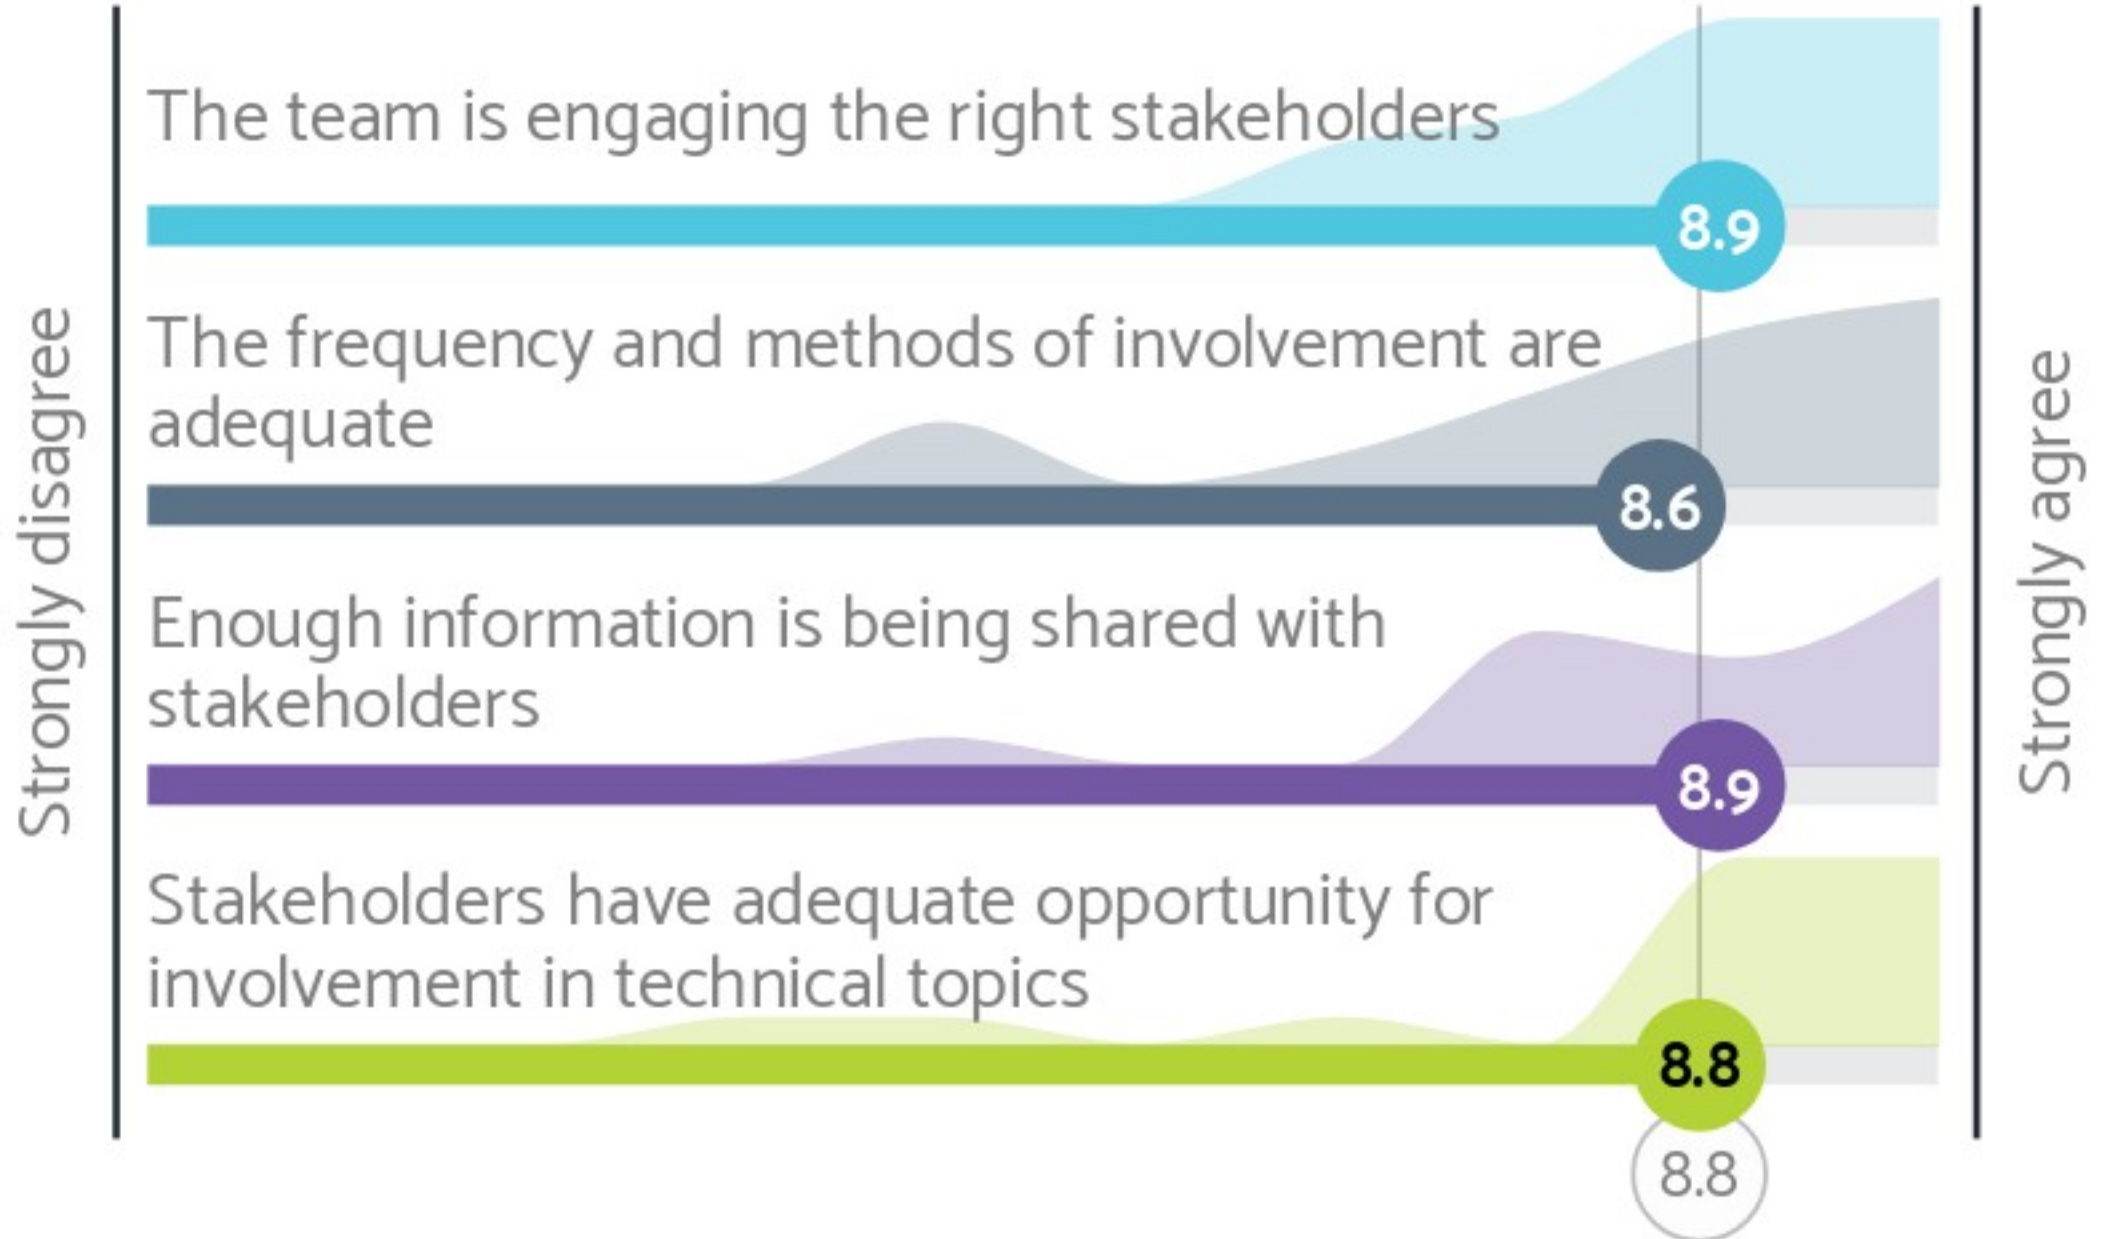 Strongly disagree
The team is engaging the right stakeholders
8.9
The frequency and methods of involvement are
adequate
8.6
Enough information is being shared with
stakeholders
8.9
Stakeholders have adequate opportunity for
involvement in technical topics
8.8
8.8
Strongly agree